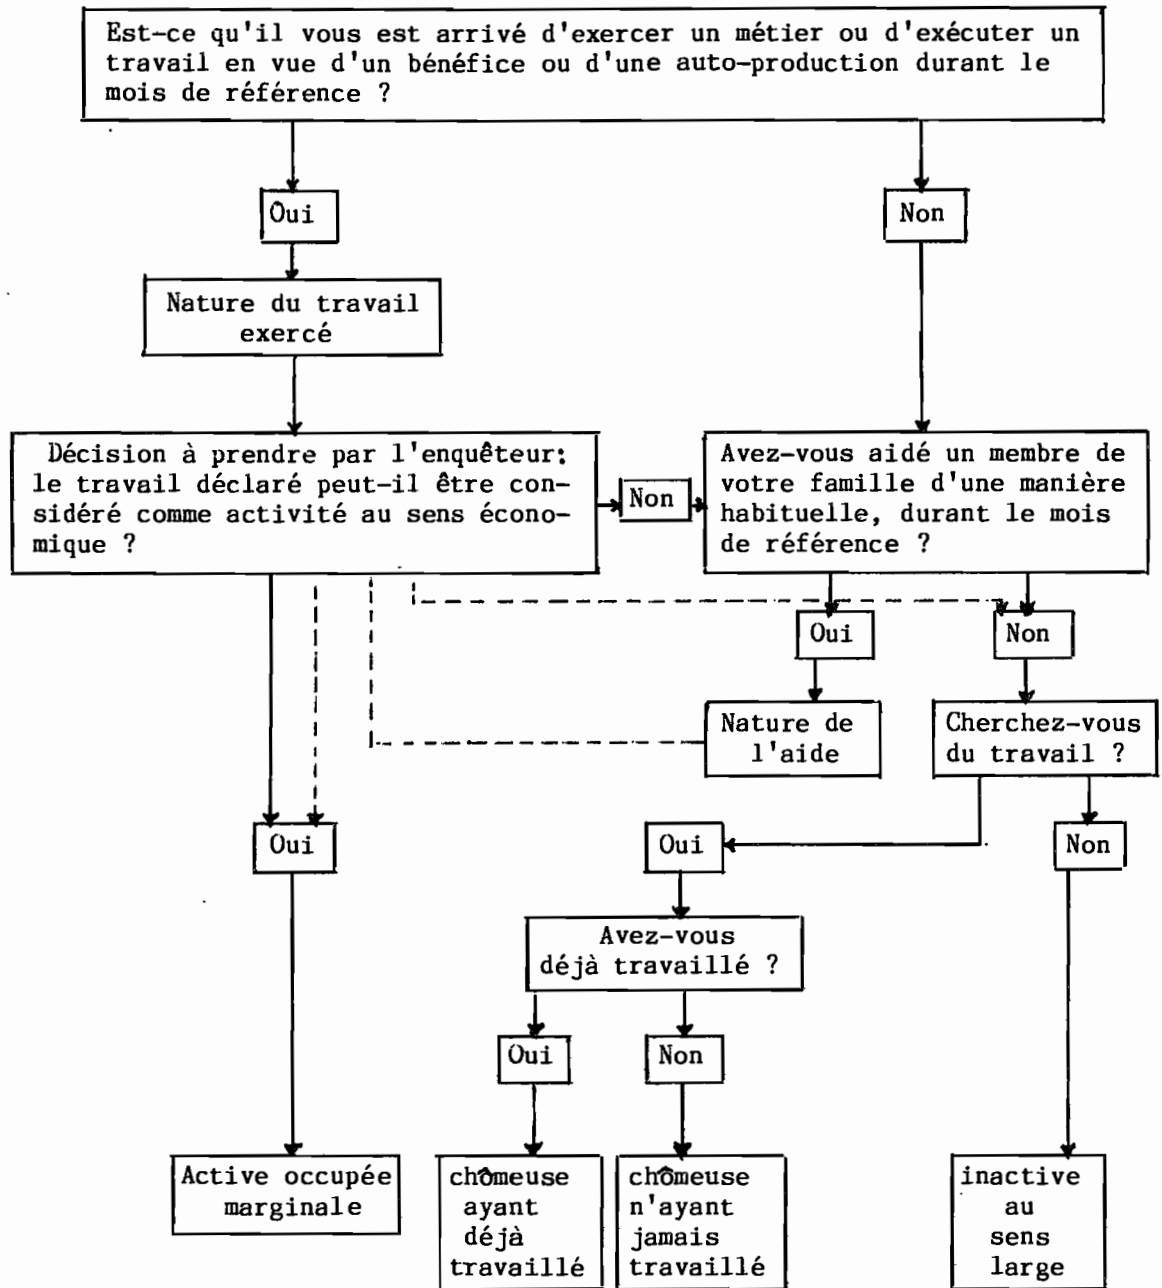 Est-ce qu'il vous est arrivé d'exercer un métier ou d'exécuter un
travail en vue d'un bénéfice ou d'une auto-production durant le
mois de référence ?
Oui
Non
Nature du travail
exercé
Décision à prendre par l'enquêteur:
le travail déclaré peut-il être con-
sidéré comme activité au sens écono-
mique ?
Non
Avez-vous aidé un membre de
votre famille d'une manière
habituelle, durant le mois
de référence ?
Oui
Non
Nature de
l'aide
Cherchez-vous
du travail ?
Oui
Oui
Non
Avez-vous
déjà travaillé ?
Oui
Non
Active occupée
marginale
chômeuse
ayant
déjà
travaillé
chômeuse
n'ayant
jamais
travaillé
inactive
au
sens
large